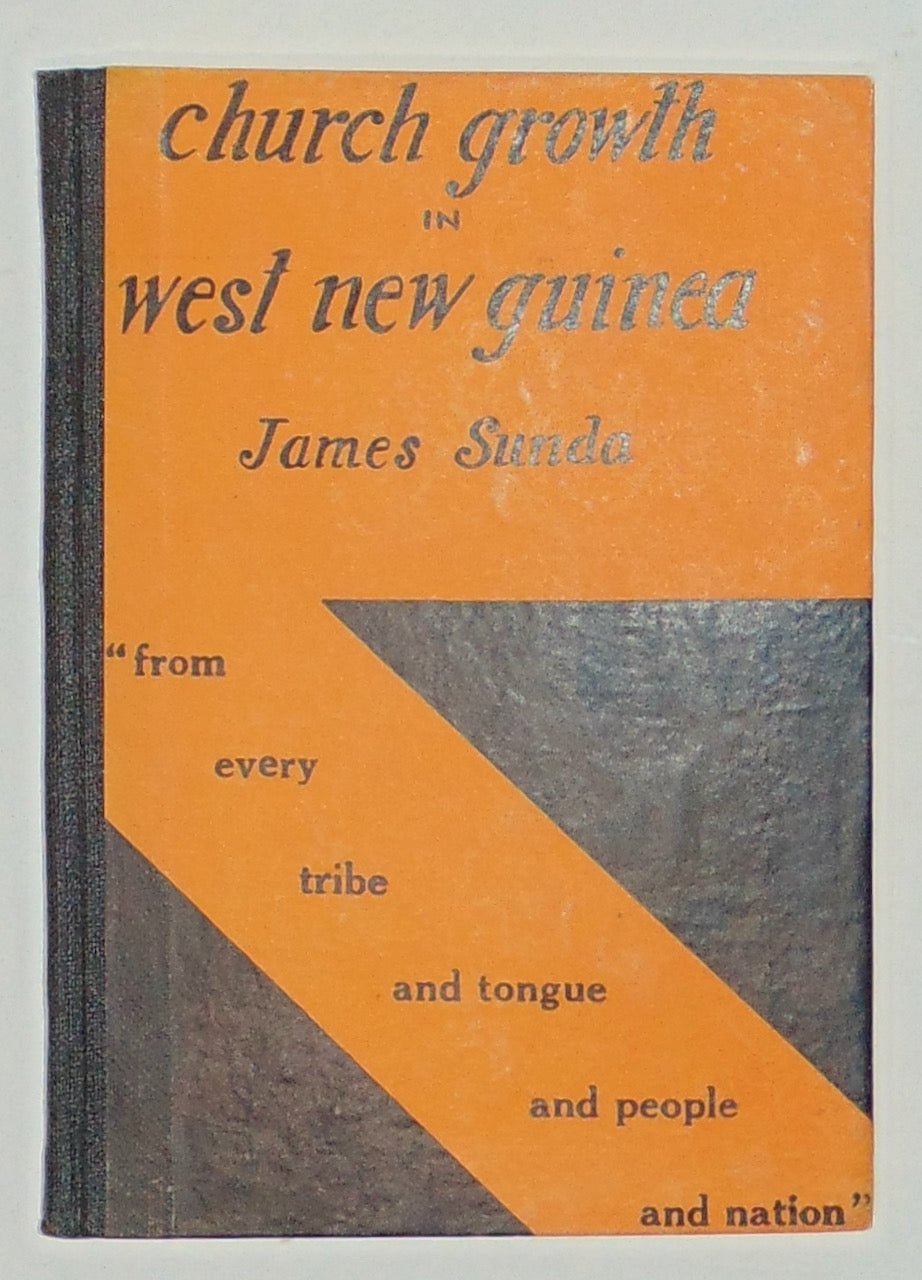 church growth
IN
west new guinea
James Sunda
“from
every
tribe
and tongue
and people
and nation”